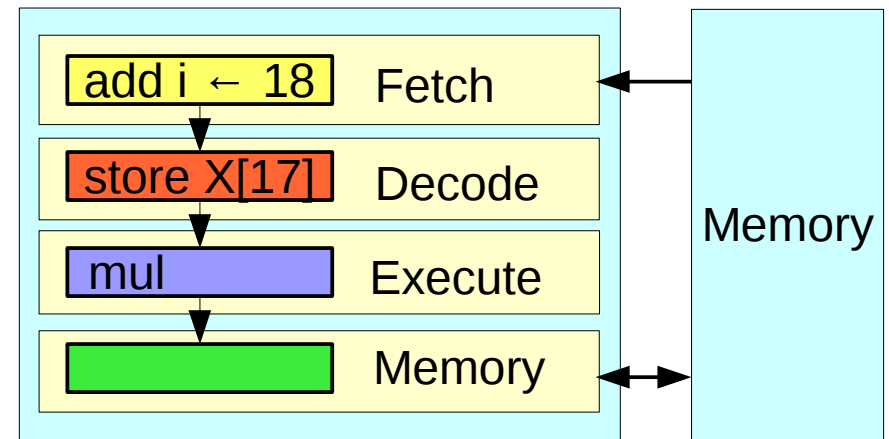 add i ← 18 Fetch
store X[17] Decode
Memory
mul Execute
Memory